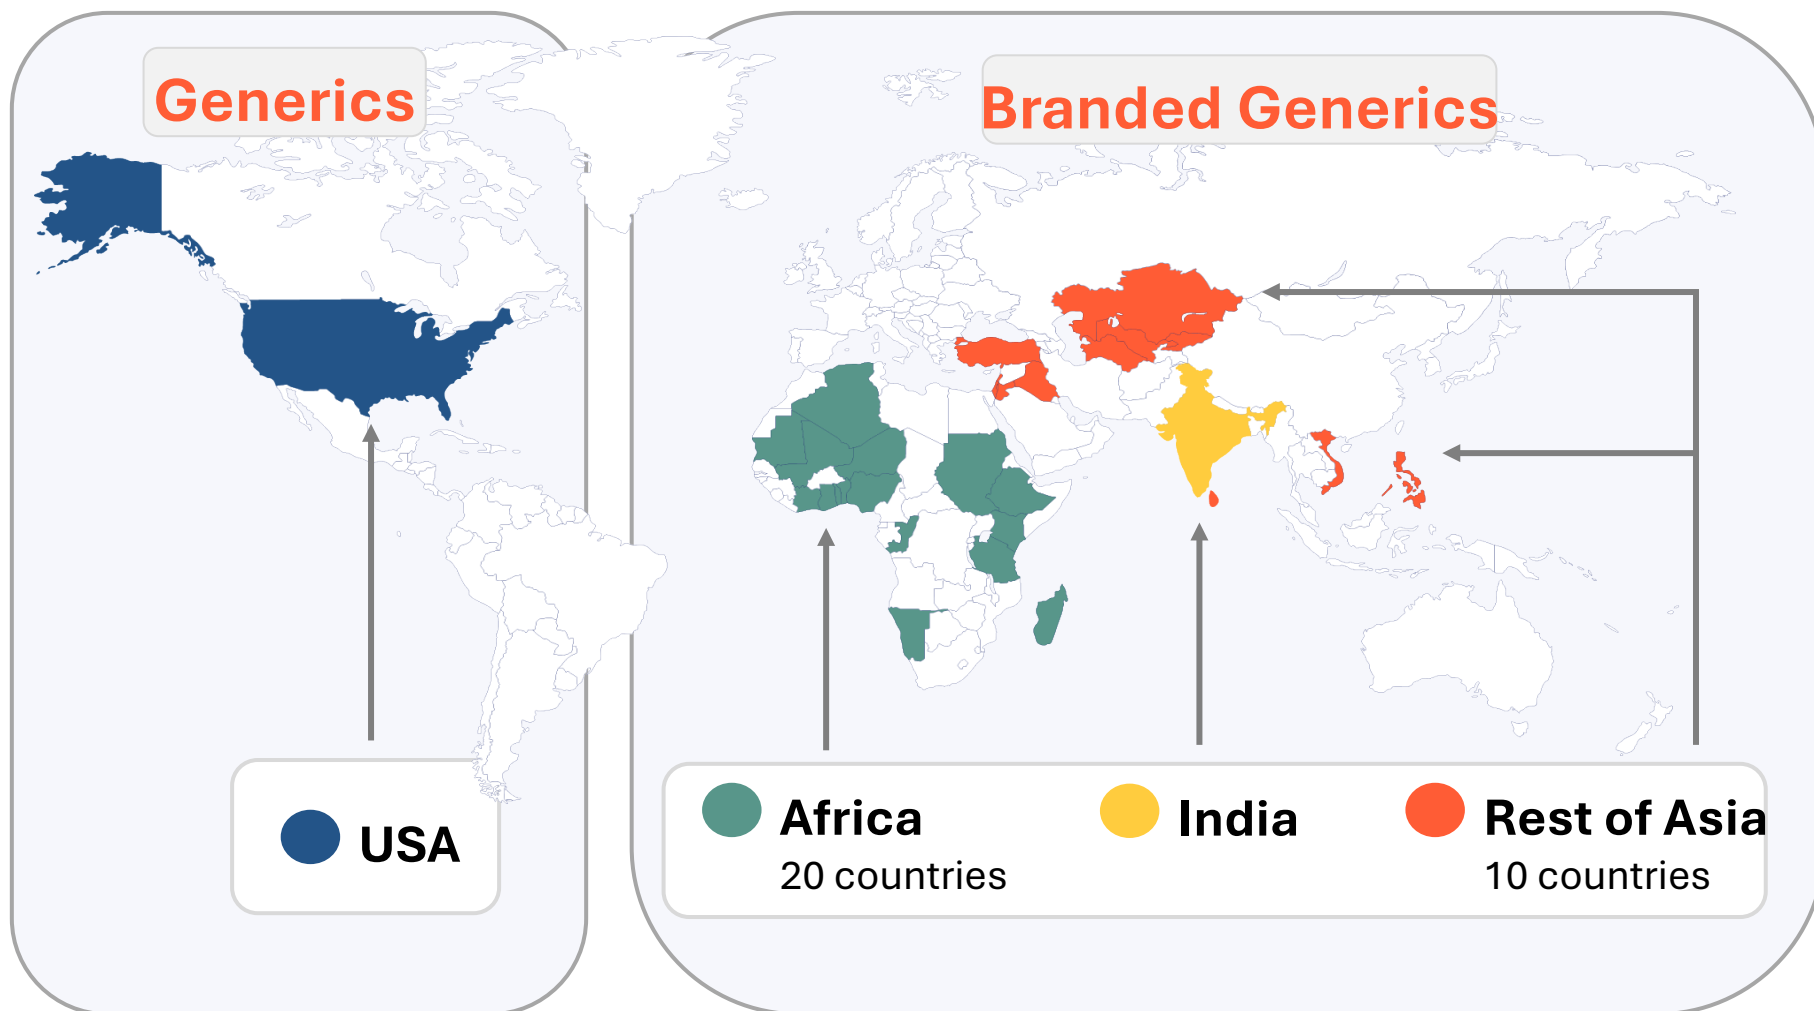 Generics
Branded Generics
USA
Africa
20 countries
India
Rest of Asia
10 countries